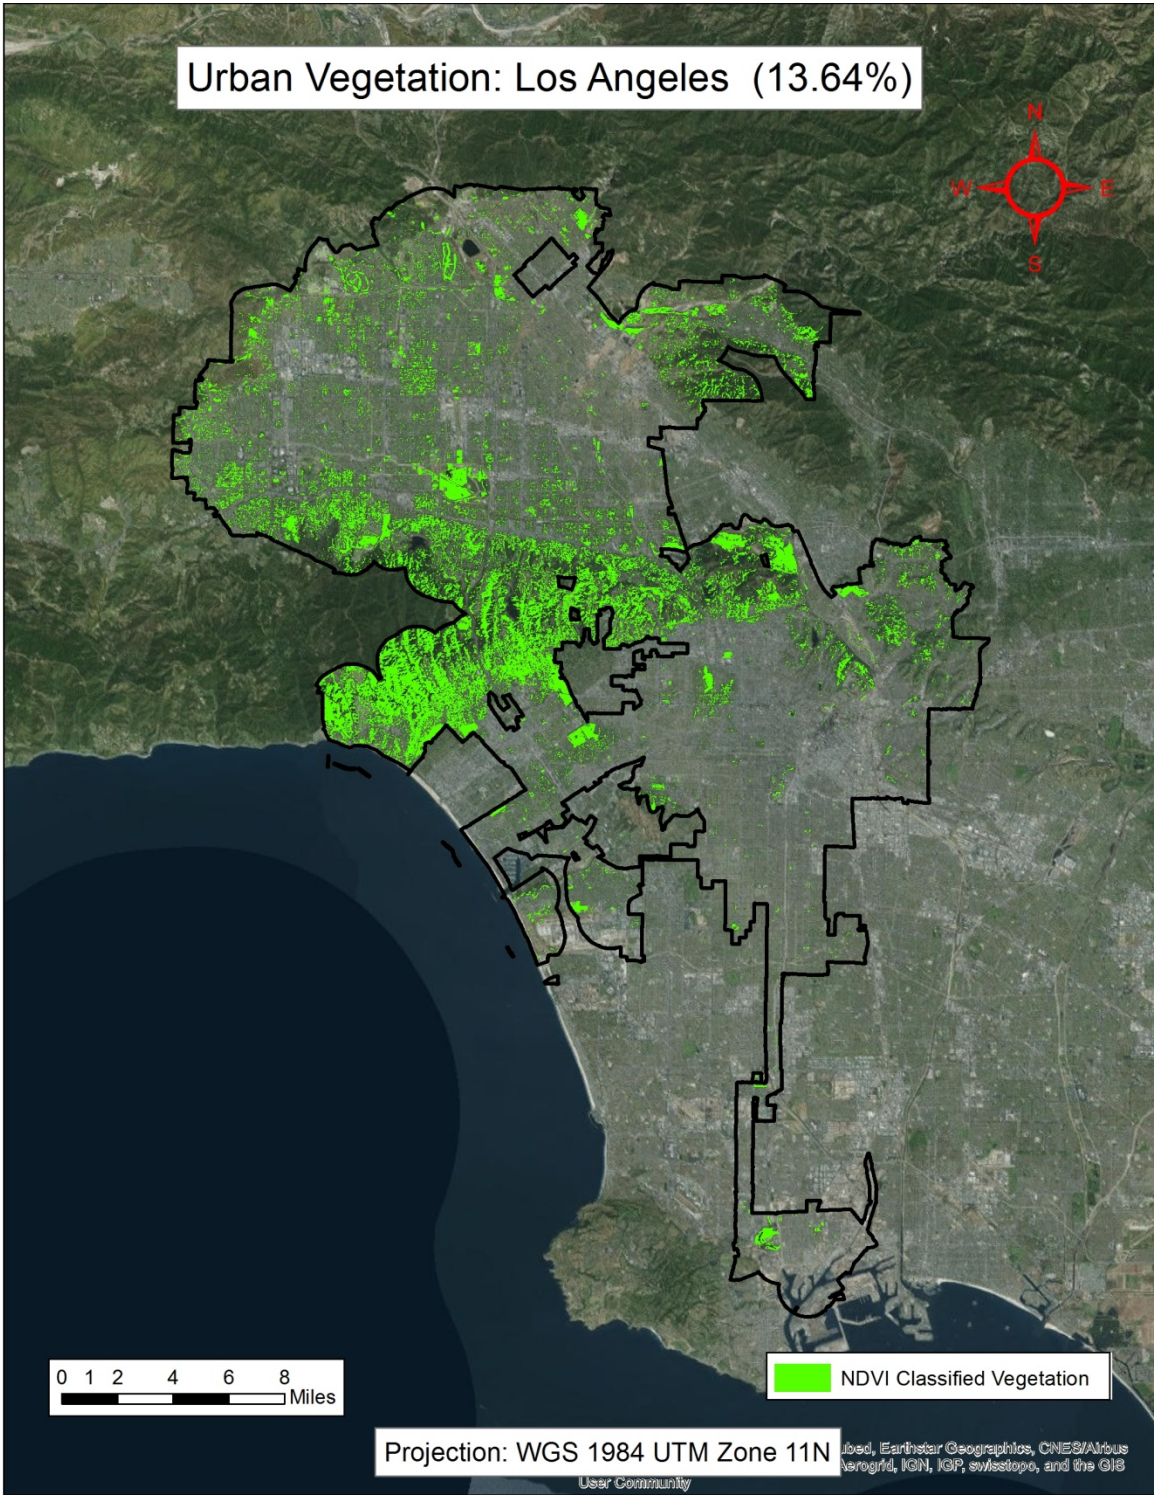 Urban Vegetation: Los Angeles (13.64%)
N
W E
S
0 1 2 4 6 8
Miles
NDVI Classified Vegetation
Projection: WGS 1984 UTM Zone 11N
Earthstar Geographics, CNES/Airbus
Aerogrid, IGN, IGP, swisstopo, and the GIS
User Community